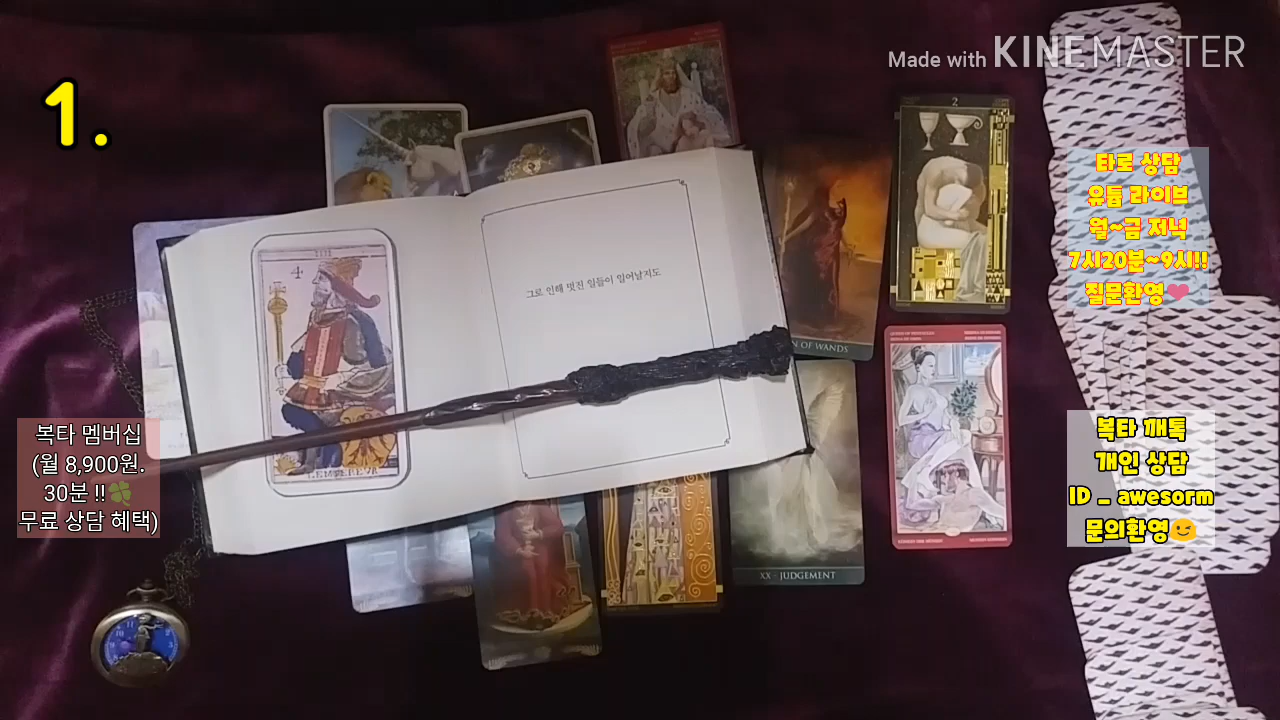 Made with KINEMASTER
1.
2
타로 상담
유튭 라이브
월~금 저녁
7시20분~9시!!
질문환영❤
IIII
4
그로 인해 멋진 일들이 일어날지도
N OF WANDS
복타 멤버십
(월 8,900원.
30분 !!🍀
무료 상담 혜택)
복타 깨톡
개인 상담
ID _ awesorm
문의환영😉
XX - JUDGEMENT